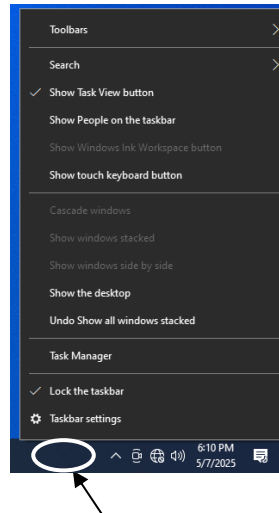 Toolbars
Search
Show Task View button
Show People on the taskbar
Show Windows Ink Workspace button
Show touch keyboard button
Cascade windows
Show windows stacked
Show windows side by side
Show the desktop
Undo Show all windows stacked
Task Manager
Lock the taskbar
Taskbar settings
6:10 PM
5/7/2025